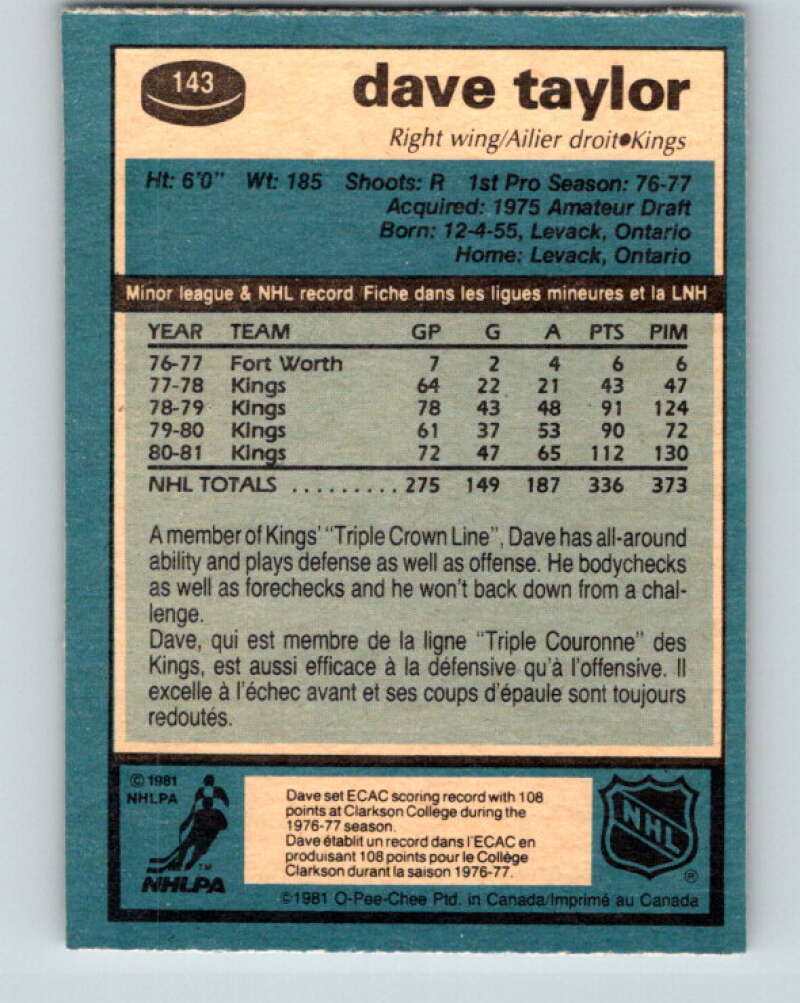 143
dave taylor
Right wing/Ailier droit●Kings
Ht: 6'0" Wt: 185 Shoots: R 1st Pro Season: 76-77
Acquired: 1975 Amateur Draft
Born: 12-4-55, Levack, Ontario
Home: Levack, Ontario
Minor league & NHL record Fiche dans les ligues mineures et la LNH
YEAR TEAM GP G A PTS PIM
76-77 Fort Worth 7 2 4 6 6
77-78 Kings 64 22 21 43 47
78-79 Kings 78 43 48 91 124
79-80 Kings 61 37 53 90 72
80-81 Kings 72 47 65 112 130
NHL TOTALS ......... 275 149 187 336 373
A member of Kings' "Triple Crown Line", Dave has all-around
ability and plays defense as well as offense. He bodychecks
as well as forechecks and he won't back down from a chal-
lenge.
Dave, qui est membre de la ligne "Triple Couronne" des
Kings, est aussi efficace à la défensive qu'à l'offensive. Il
excelle à l'échec avant et ses coups d'épaule sont toujours
redoutés.
© 1981
NHLPA
TM
NHLPA
Dave set ECAC scoring record with 108
points at Clarkson College during the
1976-77 season.
Dave établit un record dans l'ECAC en
produisant 108 points pour le Collège
Clarkson durant la saison 1976-77.
NHL
®
©1981 O-Pee-Chee Ptd. in Canada/Imprimé au Canada